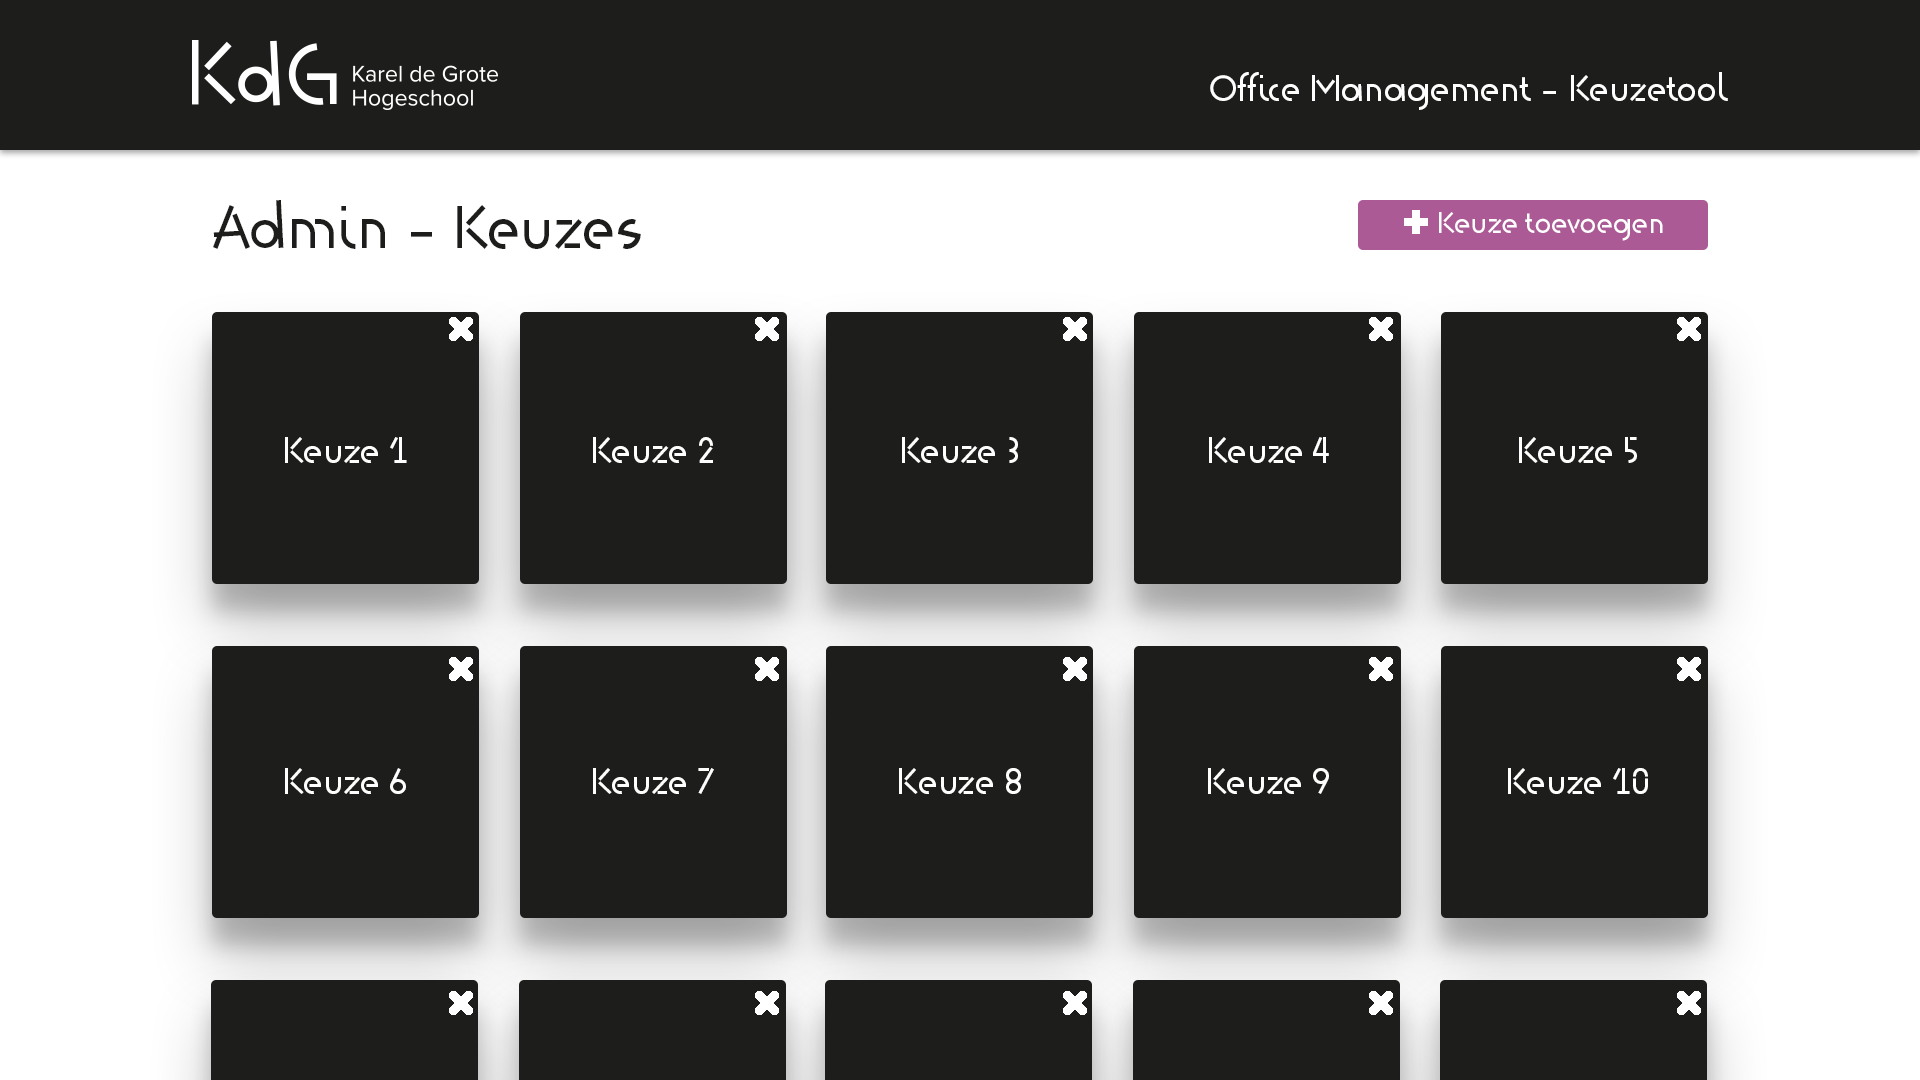 KdG Karel de Grote
Hogeschool
Office Management - Keuzetool
Admin - Keuzes
Keuze toevoegen
Keuze 1
Keuze 2
Keuze 3
Keuze 4
Keuze 5
Keuze 6
Keuze 7
Keuze 8
Keuze 9
Keuze 10